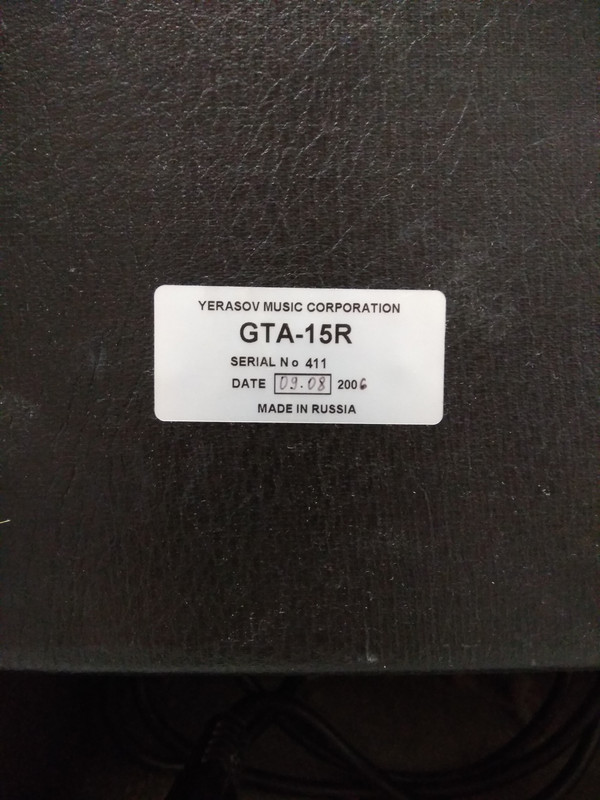 YERASOV MUSIC CORPORATION
GTA-15R
SERIAL No 411
DATE 09.08 2006
MADE IN RUSSIA